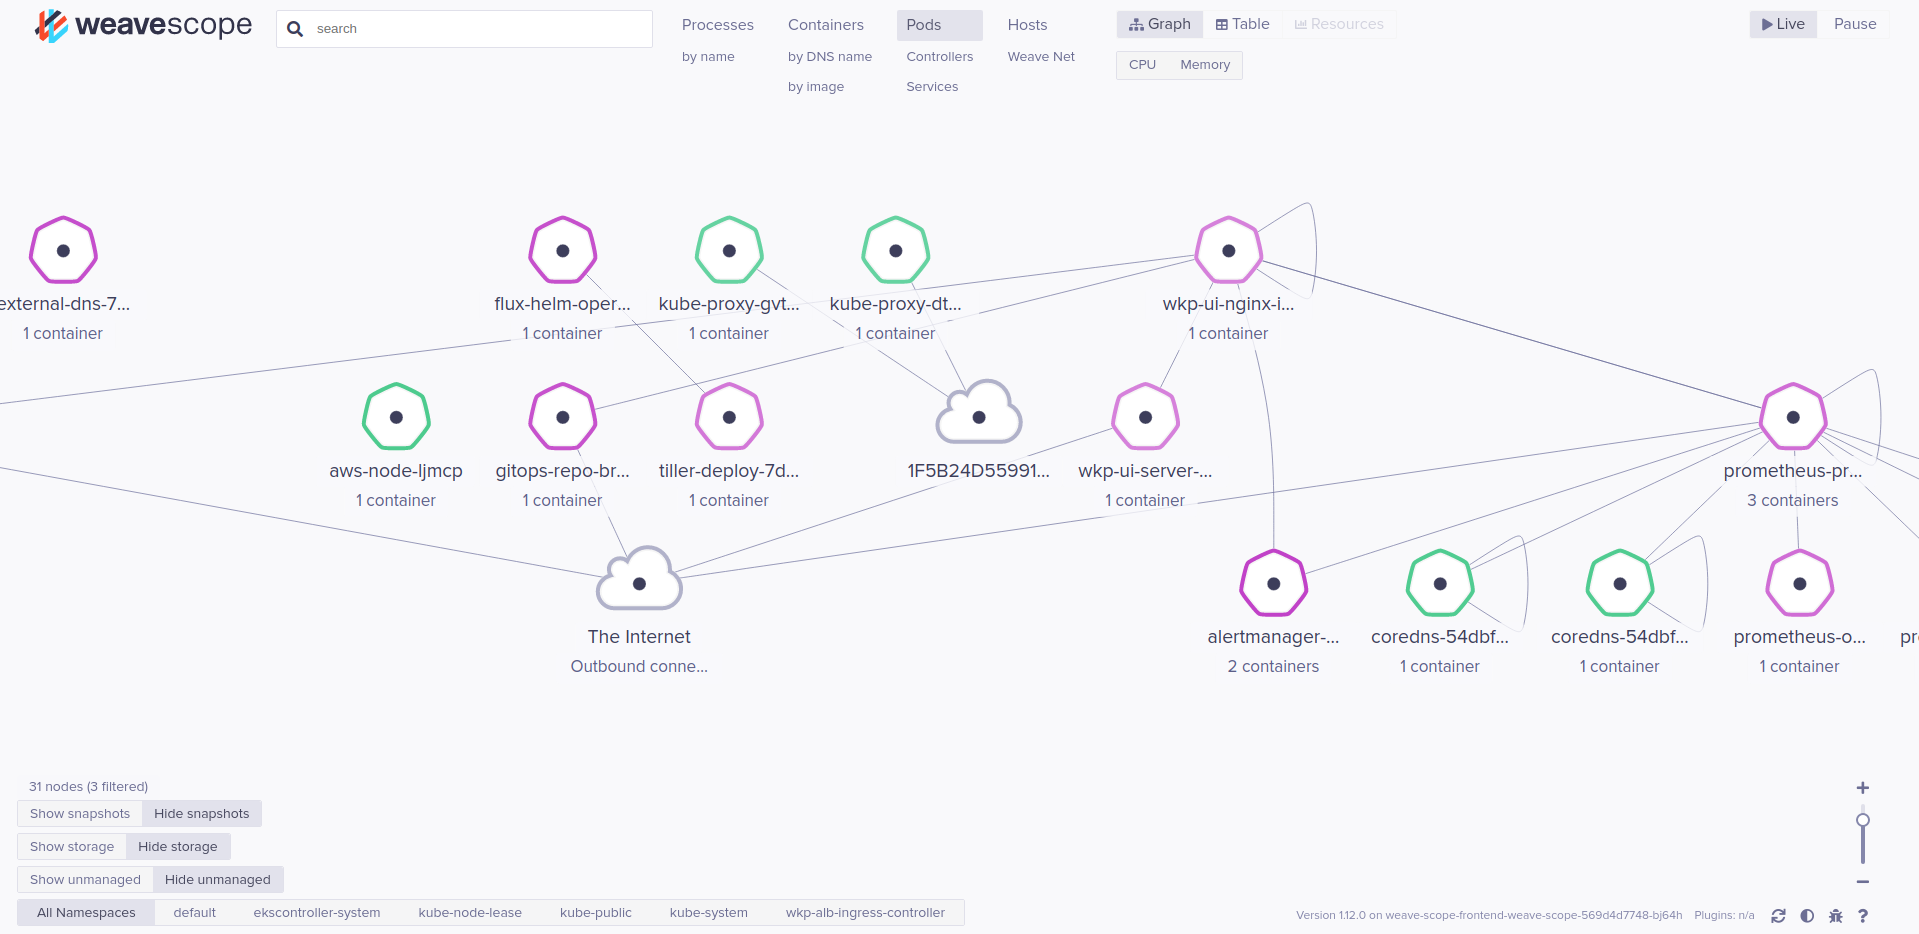 weavescope
search
Processes
by name
Containers
by DNS name
by image
Pods
Controllers
Services
Hosts
Weave Net
Graph Table Resources
CPU Memory
Live Pause
external-dns-7...
1 container
flux-helm-oper...
1 container
kube-proxy-gvt...
1 container
kube-proxy-dt...
1 container
wkp-ui-nginx-i...
1 container
aws-node-ljmcp
1 container
gitops-repo-br...
1 container
tiller-deploy-7d...
1 container
1F5B24D55991...
wkp-ui-server-...
1 container
prometheus-pr...
3 containers
The Internet
Outbound conne...
alertmanager-...
2 containers
coredns-54dbf...
1 container
coredns-54dbf...
1 container
prometheus-o...
1 container
31 nodes (3 filtered)
Show snapshots Hide snapshots
Show storage Hide storage
Show unmanaged Hide unmanaged
All Namespaces default ekscontroller-system kube-node-lease kube-public kube-system wkp-alb-ingress-controller
Version 1.12.0 on weave-scope-frontend-weave-scope-569d4d7748-bj64h Plugins: n/a